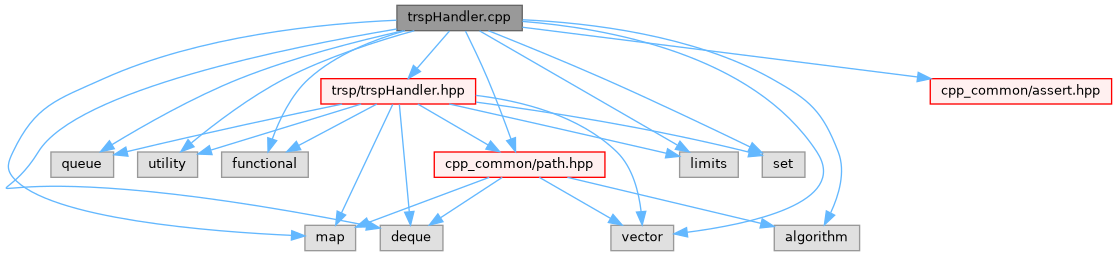 trspHandler.cpp
trsp/trspHandler.hpp
cpp_common/assert.hpp
queue
utility
functional
cpp_common/path.hpp
limits
set
map
deque
vector
algorithm